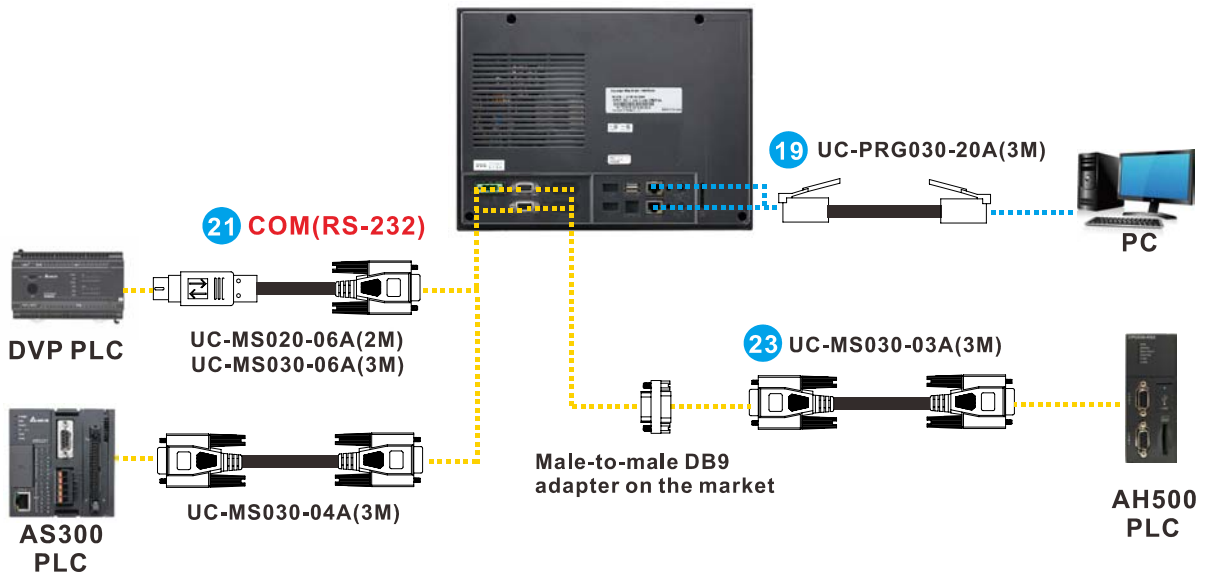 19 UC-PRG030-20A(3M)
PC
21 COM(RS-232)
DVP PLC
UC-MS020-06A(2M)
UC-MS030-06A(3M)
23 UC-MS030-03A(3M)
Male-to-male DB9
adapter on the market
AH500
PLC
UC-MS030-04A(3M)
AS300
PLC